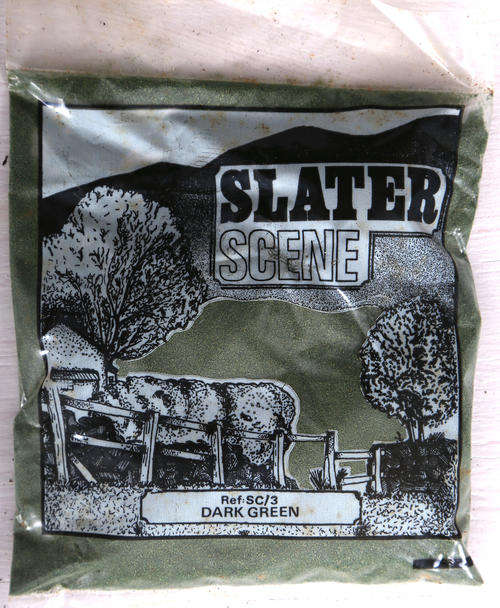 SLATER
SCENE
Ref:SC/3
DARK GREEN